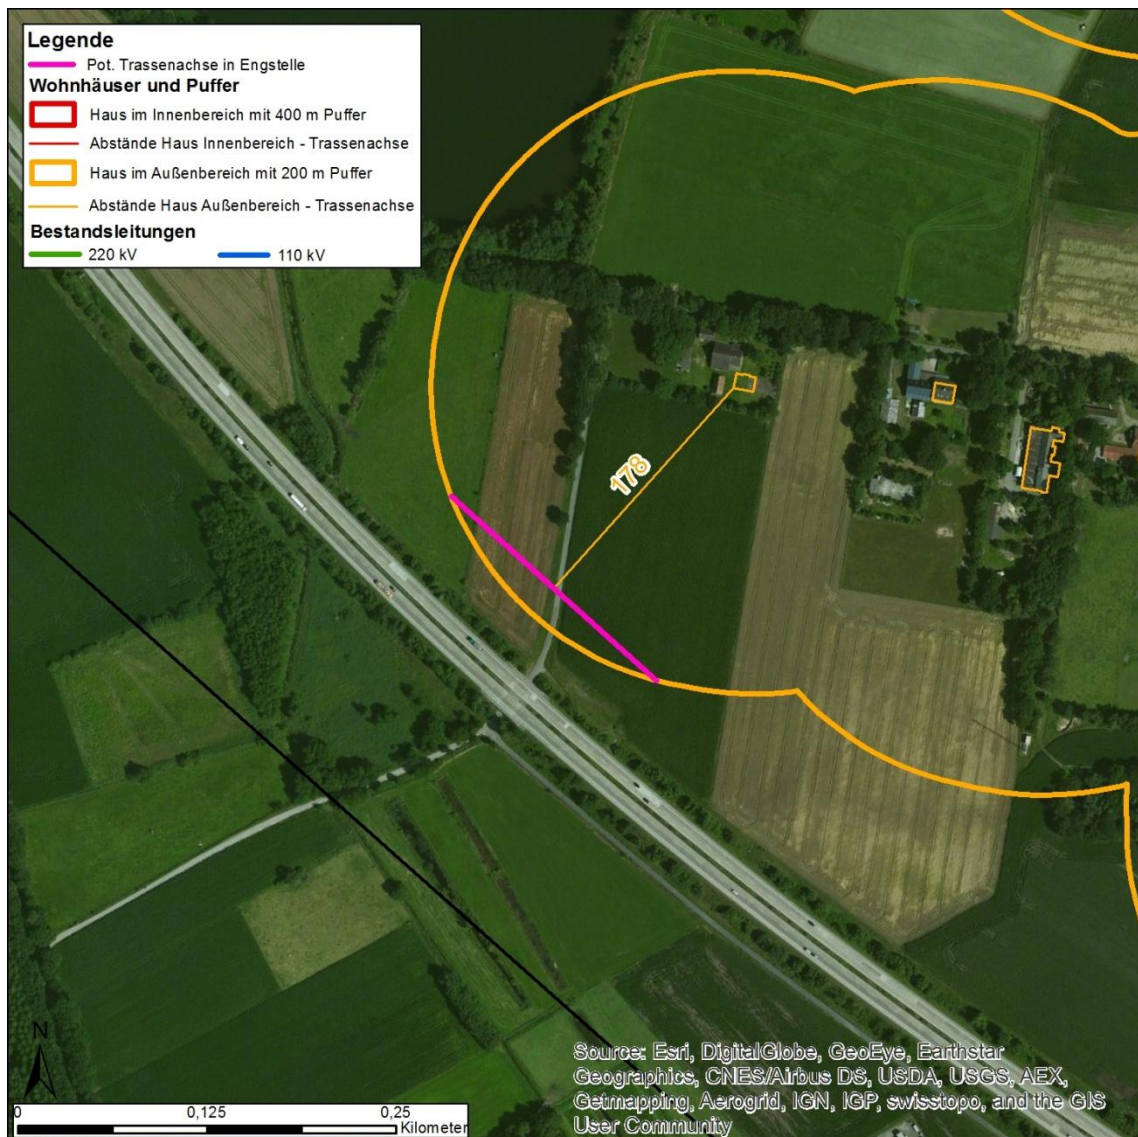 Legende
Pot. Trassenachse in Engstelle
Wohnhäuser und Puffer
Haus im Innenbereich mit 400 m Puffer
Abstände Haus Innenbereich - Trassenachse
Haus im Außenbereich mit 200 m Puffer
Abstände Haus Außenbereich - Trassenachse
Bestandsleitungen
220 kV 110 kV
178
N
0 0,125 0,25
Kilometer
Source: Esri, DigitalGlobe, GeoEye, Earthstar
Geographics, CNES/Airbus DS, USDA, USGS, AEX,
Getmapping, Aerogrid, IGN, IGP, swisstopo, and the GIS
User Community